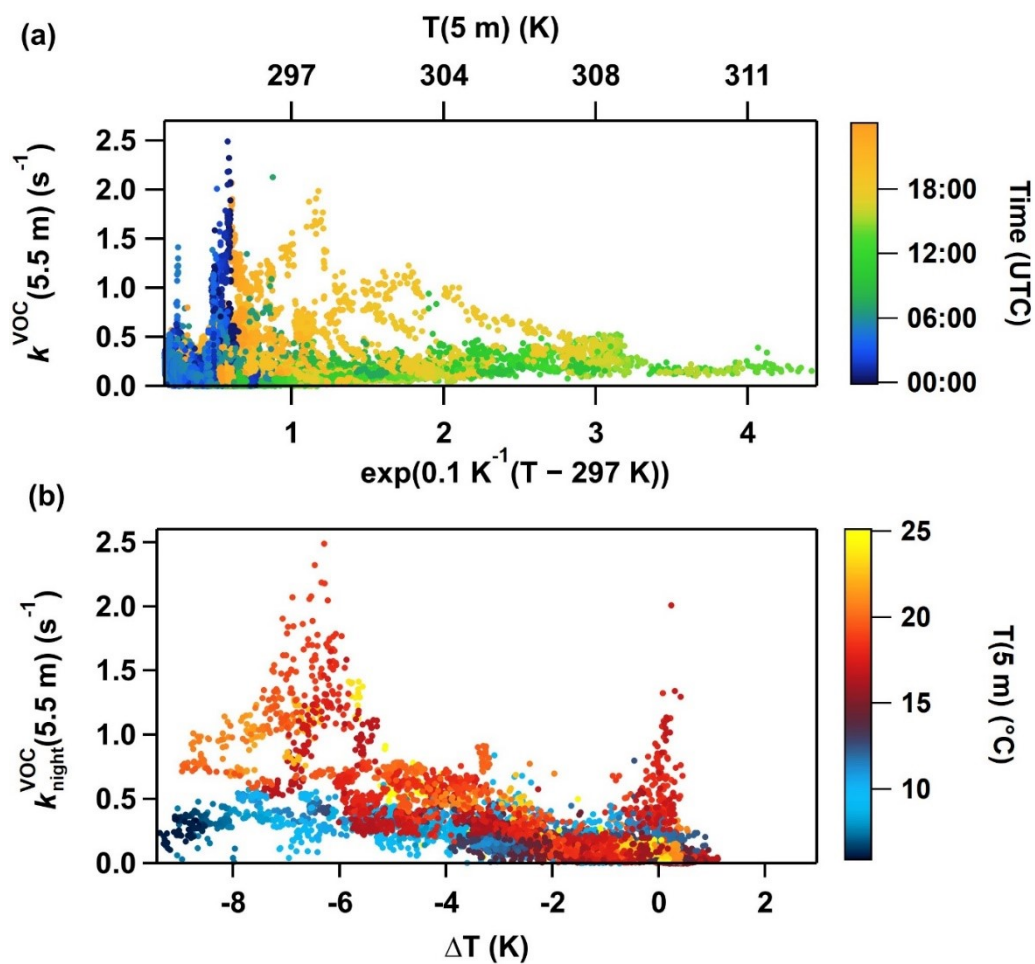 (a)
T(5 m) (K)
297 304 308 311
k^VOC(5.5 m) (s⁻¹)
2.5
2.0
1.5
1.0
0.5
0.0
1 2 3 4
exp(0.1 K⁻¹(T − 297 K))
18:00
12:00
06:00
00:00
Time (UTC)
(b)
k^VOC_night(5.5 m) (s⁻¹)
2.5
2.0
1.5
1.0
0.5
0.0
-8 -6 -4 -2 0 2
ΔT (K)
25
20
15
10
T(5 m) (°C)